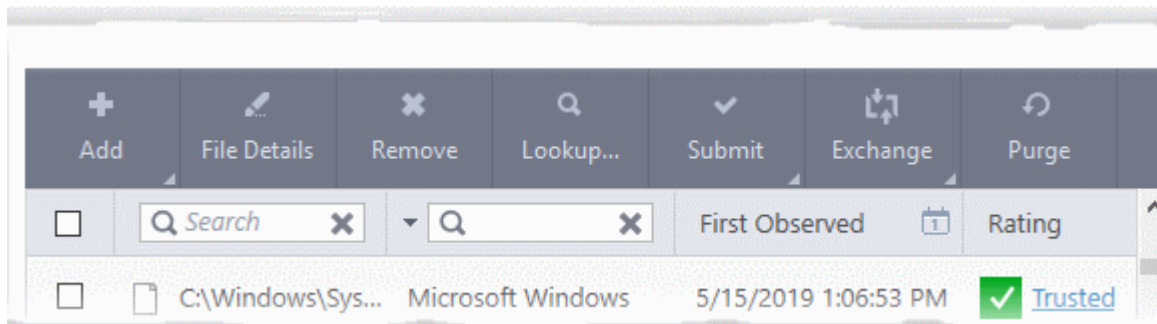 Add File Details Remove Lookup... Submit Exchange Purge
Search First Observed 1 Rating
C:\Windows\Sys... Microsoft Windows 5/15/2019 1:06:53 PM Trusted